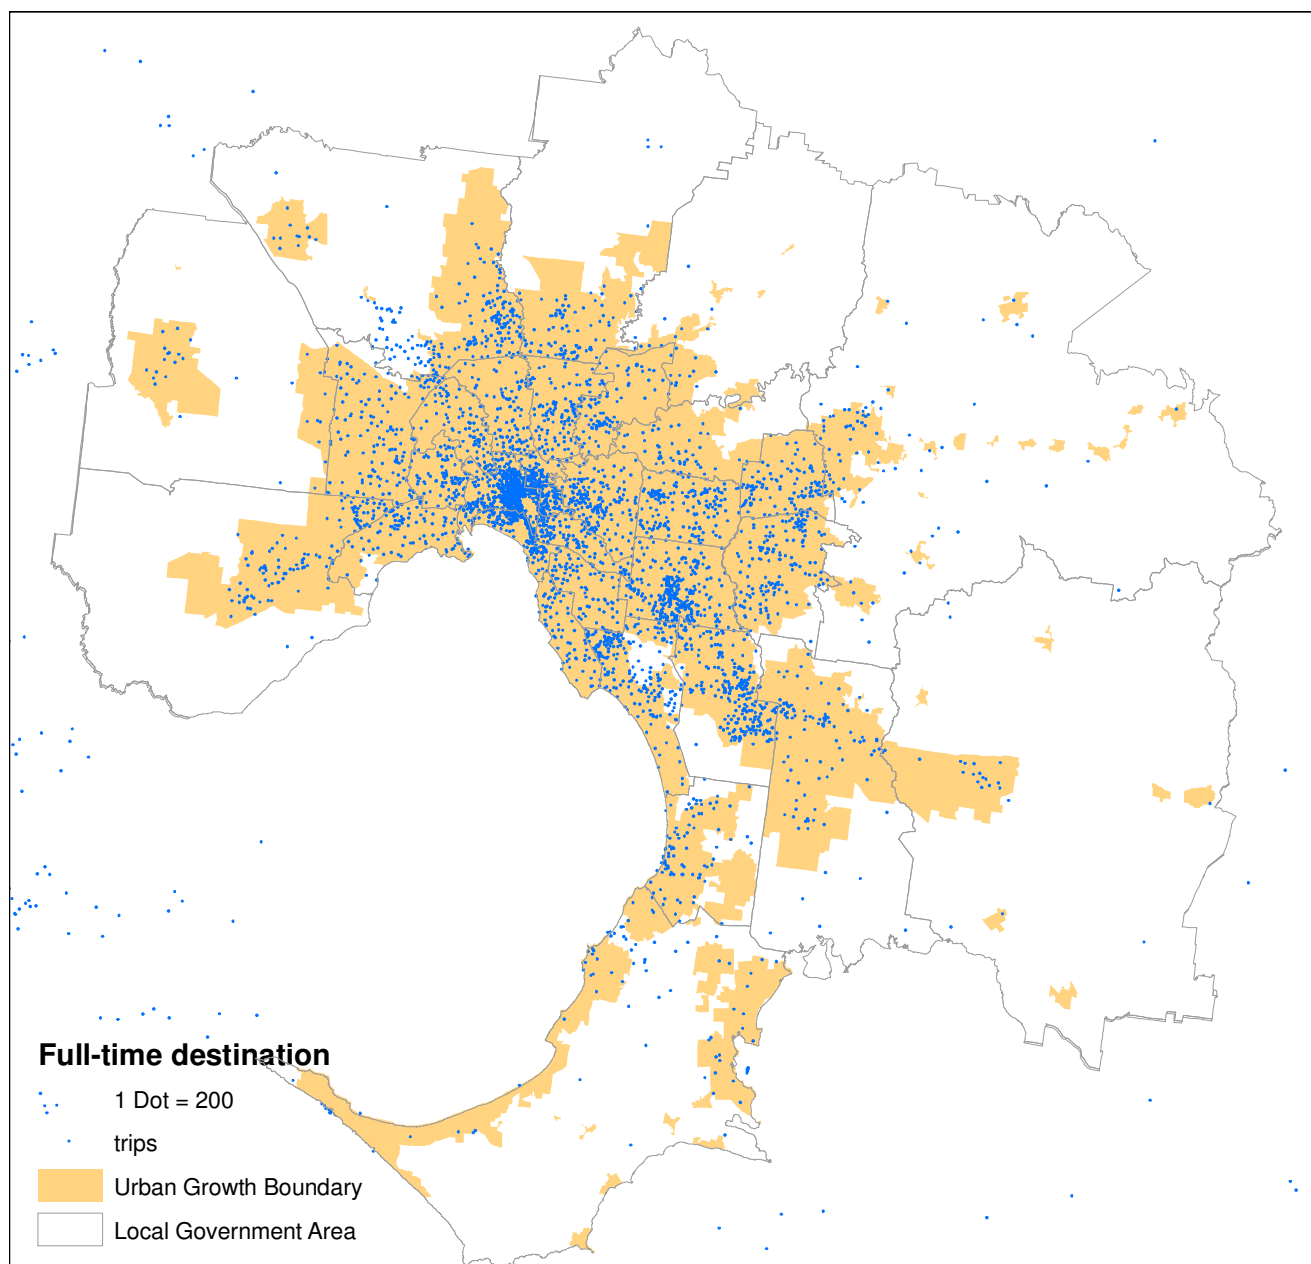 Full-time destination
1 Dot = 200
trips
Urban Growth Boundary
Local Government Area